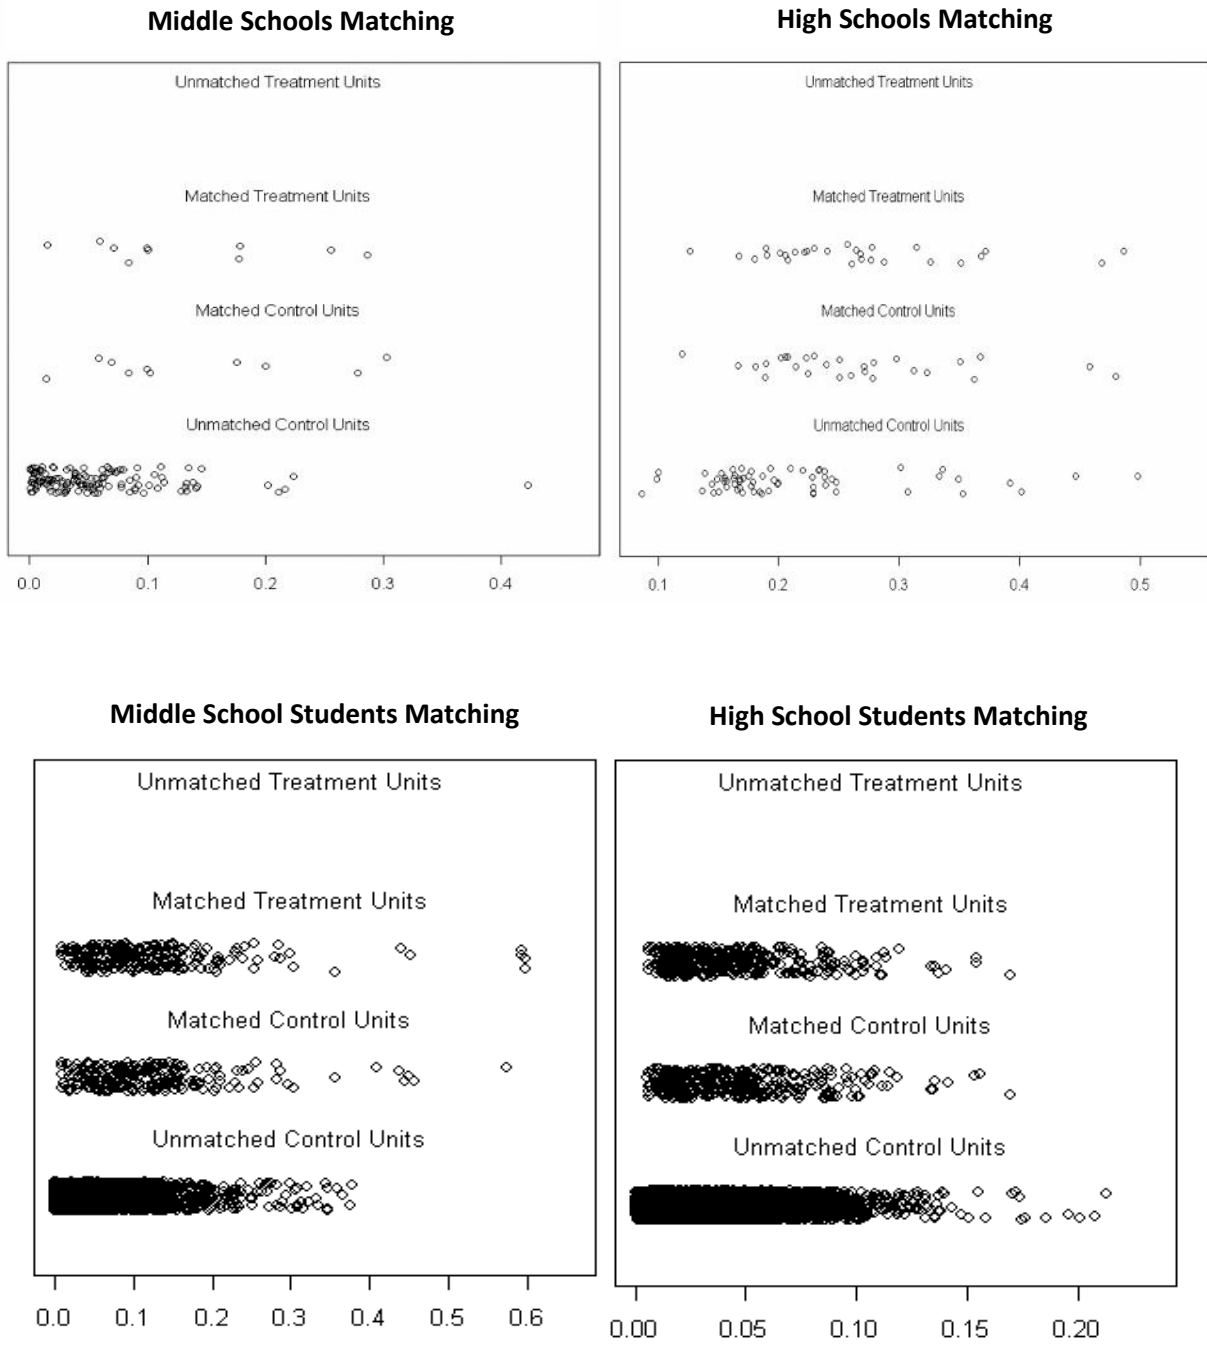 Middle Schools Matching
High Schools Matching
Unmatched Treatment Units
Matched Treatment Units
Matched Control Units
Unmatched Control Units
0.0 0.1 0.2 0.3 0.4
Unmatched Treatment Units
Matched Treatment Units
Matched Control Units
Unmatched Control Units
0.1 0.2 0.3 0.4 0.5
Middle School Students Matching
High School Students Matching
Unmatched Treatment Units
Matched Treatment Units
Matched Control Units
Unmatched Control Units
0.0 0.1 0.2 0.3 0.4 0.5 0.6
Unmatched Treatment Units
Matched Treatment Units
Matched Control Units
Unmatched Control Units
0.00 0.05 0.10 0.15 0.20